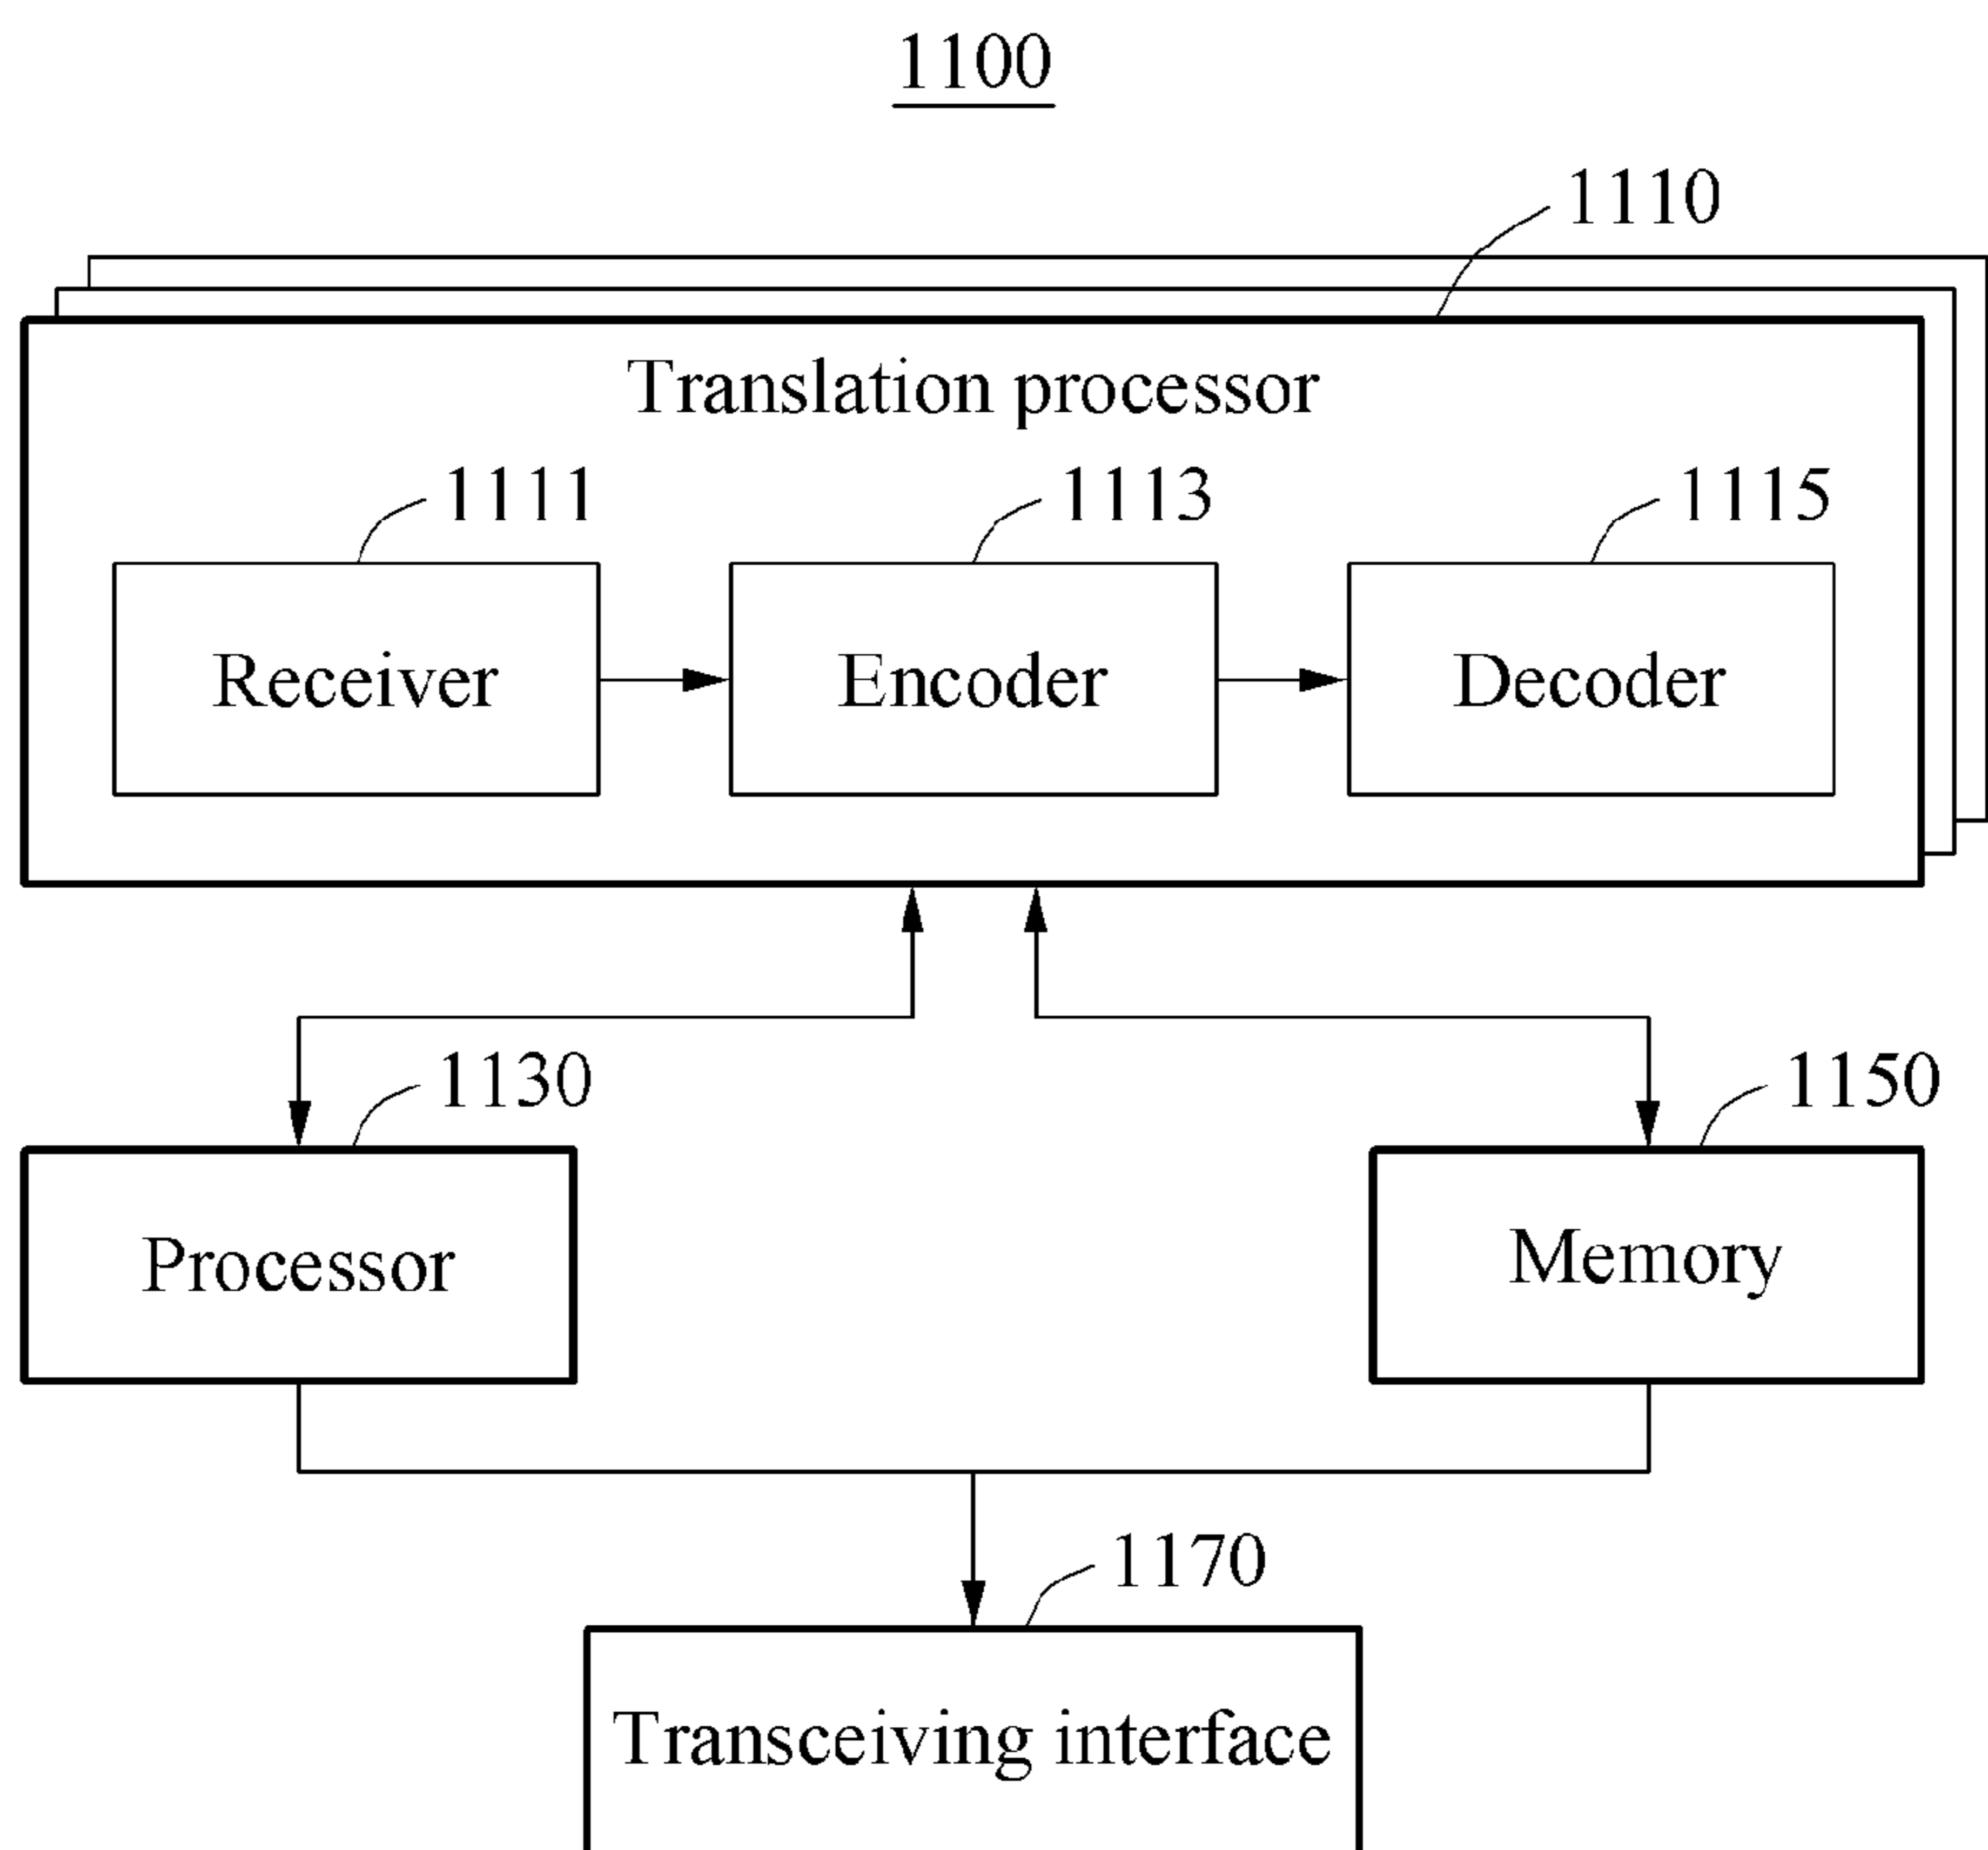 1100
1110
Translation processor
1111
1113
1115
Receiver
Encoder
Decoder
1130
1150
Processor
Memory
1170
Transceiving interface